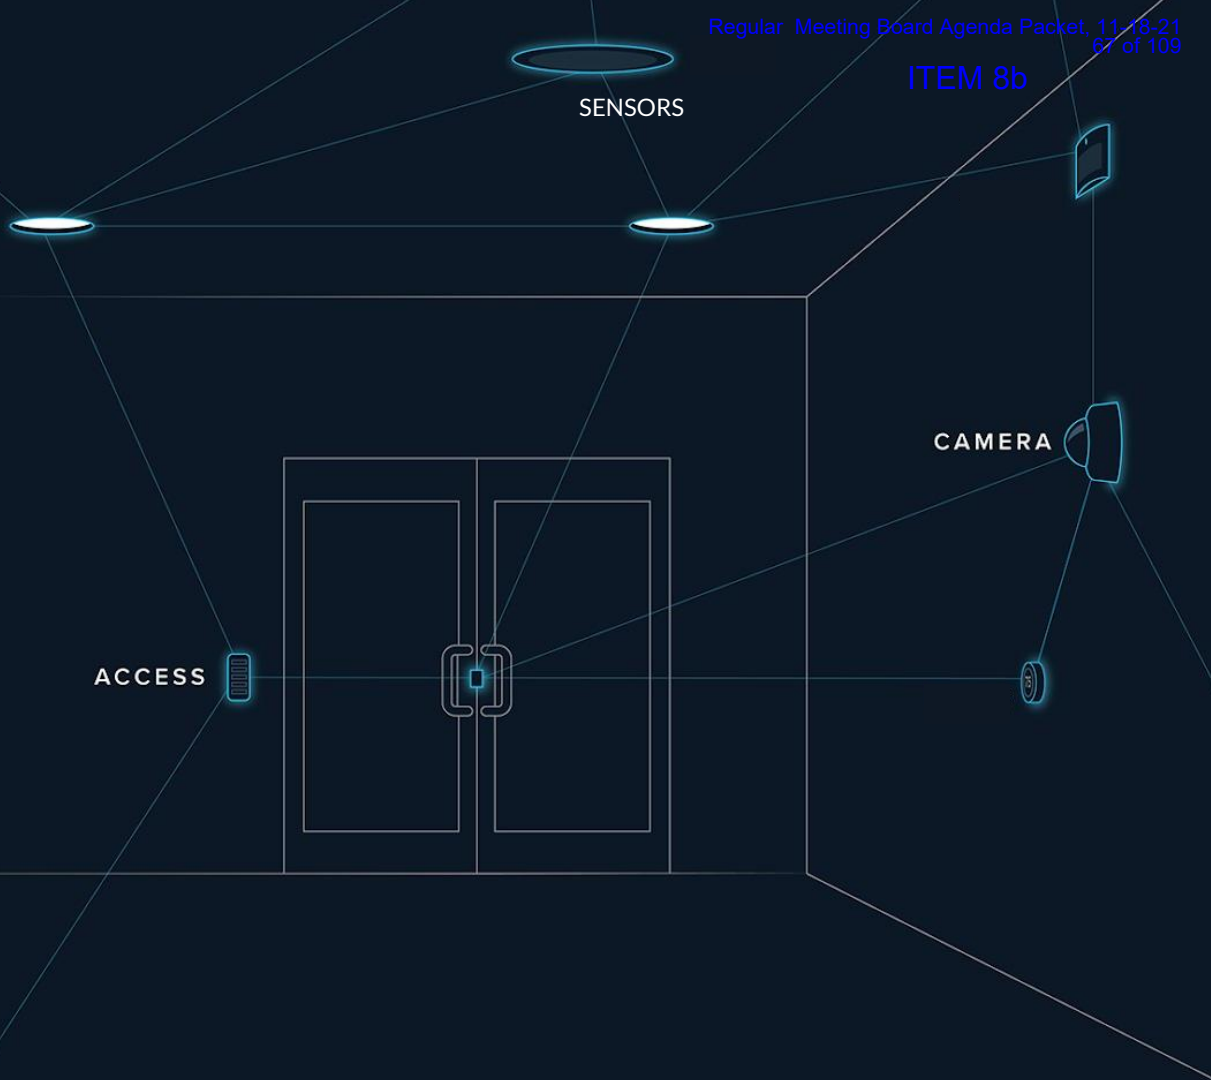 Regular  Meeting Board Agenda Packet, 11-18-21
67 of 109
ITEM 8b
SENSORS
CAMERA
ACCESS